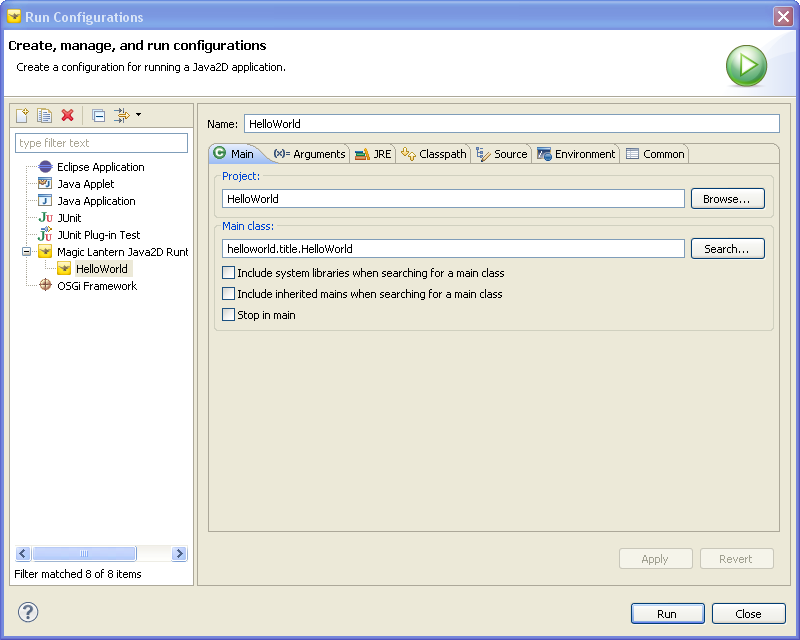 Run Configurations
Create, manage, and run configurations
Create a configuration for running a Java2D application.
type filter text
Eclipse Application
Java Applet
Java Application
JUnit
JUnit Plug-in Test
Magic Lantern Java2D Runt
HelloWorld
OSGi Framework
Filter matched 8 of 8 items
Name: HelloWorld
Main (x)= Arguments JRE Classpath Source Environment Common
Project:
HelloWorld Browse...
Main class:
helloworld.title.HelloWorld Search...
Include system libraries when searching for a main class
Include inherited mains when searching for a main class
Stop in main
Apply Revert
Run Close